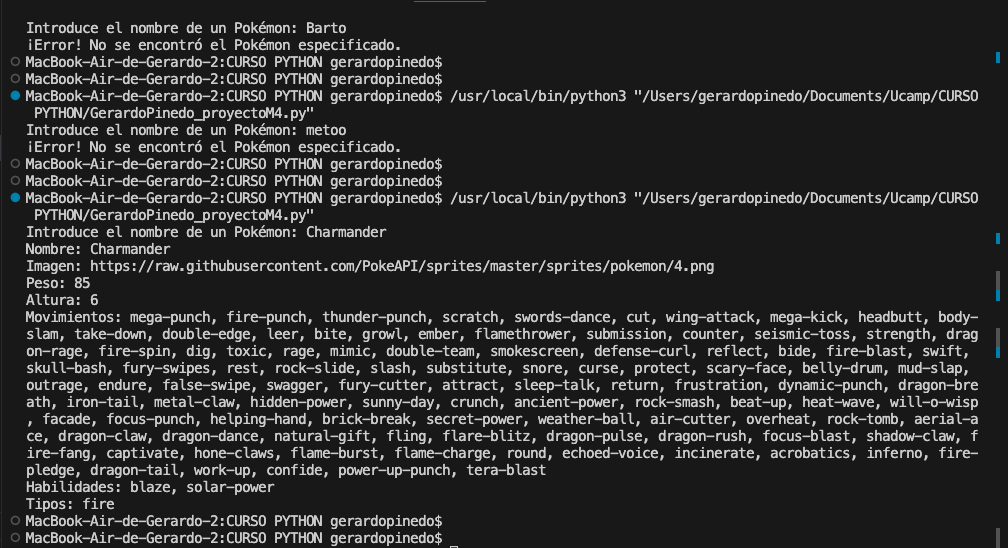 Introduce el nombre de un Pokémon: Barto
¡Error! No se encontró el Pokémon especificado.
MacBook-Air-de-Gerardo-2:CURSO PYTHON gerardopinedo$
MacBook-Air-de-Gerardo-2:CURSO PYTHON gerardopinedo$
MacBook-Air-de-Gerardo-2:CURSO PYTHON gerardopinedo$ /usr/local/bin/python3 "/Users/gerardopinedo/Documents/Ucamp/CURSO
PYTHON/GerardoPinedo_proyectoM4.py"
Introduce el nombre de un Pokémon: metoo
¡Error! No se encontró el Pokémon especificado.
MacBook-Air-de-Gerardo-2:CURSO PYTHON gerardopinedo$
MacBook-Air-de-Gerardo-2:CURSO PYTHON gerardopinedo$
MacBook-Air-de-Gerardo-2:CURSO PYTHON gerardopinedo$ /usr/local/bin/python3 "/Users/gerardopinedo/Documents/Ucamp/CURSO
PYTHON/GerardoPinedo_proyectoM4.py"
Introduce el nombre de un Pokémon: Charmander
Nombre: Charmander
Imagen: https://raw.githubusercontent.com/PokeAPI/sprites/master/sprites/pokemon/4.png
Peso: 85
Altura: 6
Movimientos: mega-punch, fire-punch, thunder-punch, scratch, swords-dance, cut, wing-attack, mega-kick, headbutt, body-
slam, take-down, double-edge, leer, bite, growl, ember, flamethrower, submission, counter, seismic-toss, strength, drag
on-rage, fire-spin, dig, toxic, rage, mimic, double-team, smokescreen, defense-curl, reflect, bide, fire-blast, swift,
skull-bash, fury-swipes, rest, rock-slide, slash, substitute, snore, curse, protect, scary-face, belly-drum, mud-slap,
outrage, endure, false-swipe, swagger, fury-cutter, attract, sleep-talk, return, frustration, dynamic-punch, dragon-bre
ath, iron-tail, metal-claw, hidden-power, sunny-day, crunch, ancient-power, rock-smash, beat-up, heat-wave, will-o-wisp
, facade, focus-punch, helping-hand, brick-break, secret-power, weather-ball, air-cutter, overheat, rock-tomb, aerial-a
ce, dragon-claw, dragon-dance, natural-gift, fling, flare-blitz, dragon-pulse, dragon-rush, focus-blast, shadow-claw, f
ire-fang, captivate, hone-claws, flame-burst, flame-charge, round, echoed-voice, incinerate, acrobatics, inferno, fire-
pledge, dragon-tail, work-up, confide, power-up-punch, tera-blast
Habilidades: blaze, solar-power
Tipos: fire
MacBook-Air-de-Gerardo-2:CURSO PYTHON gerardopinedo$
MacBook-Air-de-Gerardo-2:CURSO PYTHON gerardopinedo$